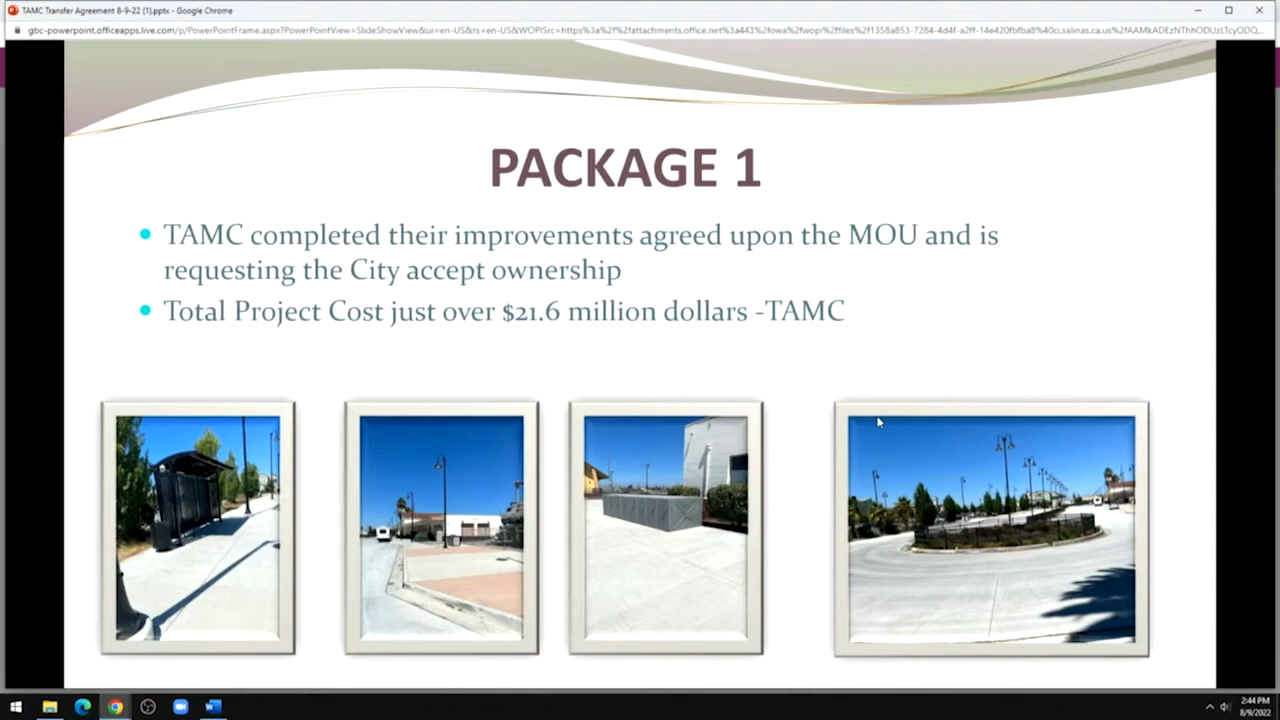 TAMC Transfer Agreement 8-9-22 (1).pptx - Google Chrome
gbc-powerpoint.officeapps.live.com/p/PowerPointFrame.aspx?PowerPointView=SlideShowView&ui=en-US&rs=en-US&WOPISrc=https%3a%2f%2fattachments.office.net%3a443%2fowa%2fwopi%2ffiles%2f1358a853-7284-4d4f-a2ff-14e420fbfba8%40ci.salinas.ca.us%2fAAMkADEzNThhODUzLTcyODQ...
PACKAGE 1
• TAMC completed their improvements agreed upon the MOU and is
requesting the City accept ownership
• Total Project Cost just over $21.6 million dollars -TAMC
2:44 PM
8/9/2022